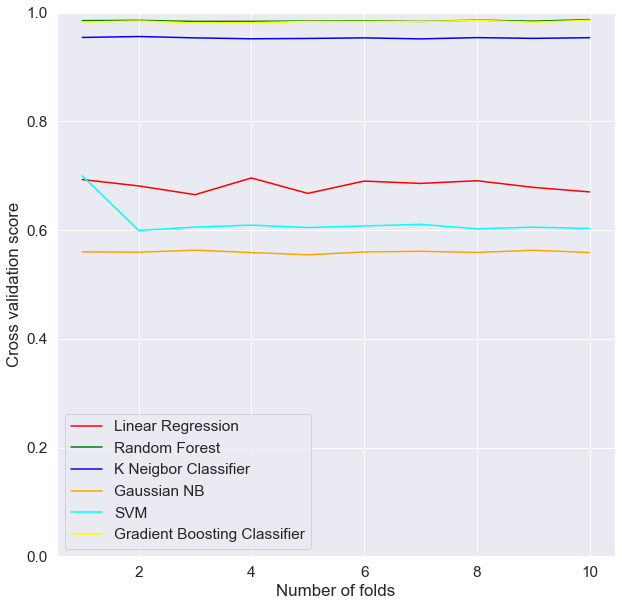 1.0
0.8
0.6
0.4
0.2
0.0
Cross validation score
Linear Regression
Random Forest
K Neigbor Classifier
Gaussian NB
SVM
Gradient Boosting Classifier
2 4 6 8 10
Number of folds